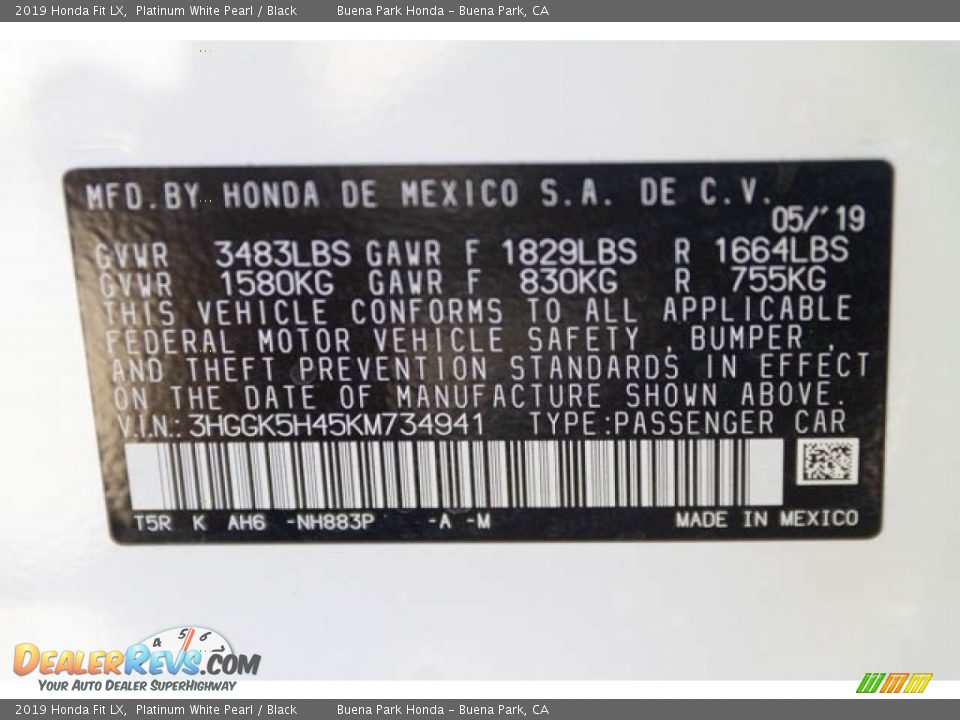 2019 Honda Fit LX,  Platinum White Pearl / Black          Buena Park Honda – Buena Park, CA
MFD.BY HONDA DE MEXICO S.A. DE C.V.
05/'19
GVWR 3483LBS GAWR F 1829LBS R 1664LBS
GVWR 1580KG GAWR F 830KG R 755KG
THIS VEHICLE CONFORMS TO ALL APPLICABLE
FEDERAL MOTOR VEHICLE SAFETY , BUMPER ,
AND THEFT PREVENTION STANDARDS IN EFFECT
ON THE DATE OF MANUFACTURE SHOWN ABOVE.
V.I.N.: 3HGGK5H45KM734941 TYPE:PASSENGER CAR
T5R K AH6 -NH883P -A -M MADE IN MEXICO
4 5 6 7
DEALERREVS.COM
YOUR AUTO DEALER SUPERHIGHWAY
2019 Honda Fit LX,  Platinum White Pearl / Black          Buena Park Honda – Buena Park, CA